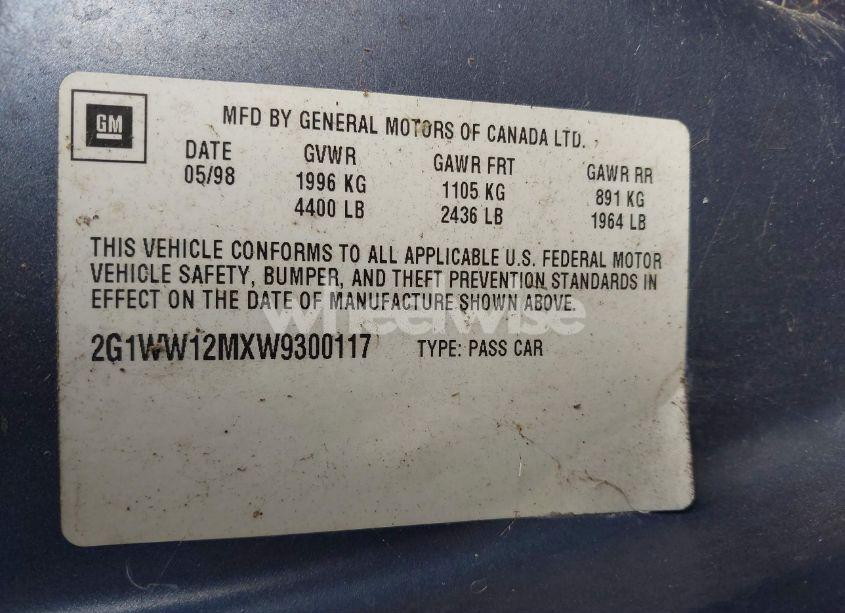 GM
MFD BY GENERAL MOTORS OF CANADA LTD.
DATE GVWR GAWR FRT GAWR RR
05/98 1996 KG 1105 KG 891 KG
4400 LB 2436 LB 1964 LB
THIS VEHICLE CONFORMS TO ALL APPLICABLE U.S. FEDERAL MOTOR
VEHICLE SAFETY, BUMPER, AND THEFT PREVENTION STANDARDS IN
EFFECT ON THE DATE OF MANUFACTURE SHOWN ABOVE.
wheelwise
2G1WW12MXW9300117 TYPE: PASS CAR